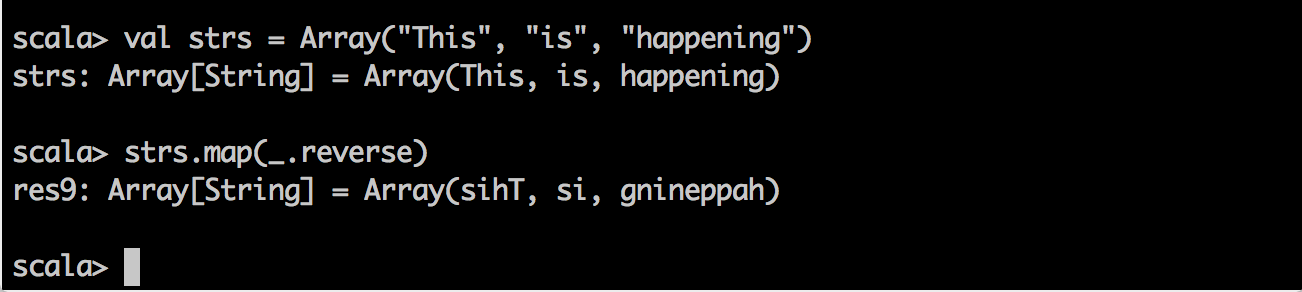 scala> val strs = Array("This", "is", "happening")
strs: Array[String] = Array(This, is, happening)
scala> strs.map(_.reverse)
res9: Array[String] = Array(sihT, si, gnineppah)
scala>